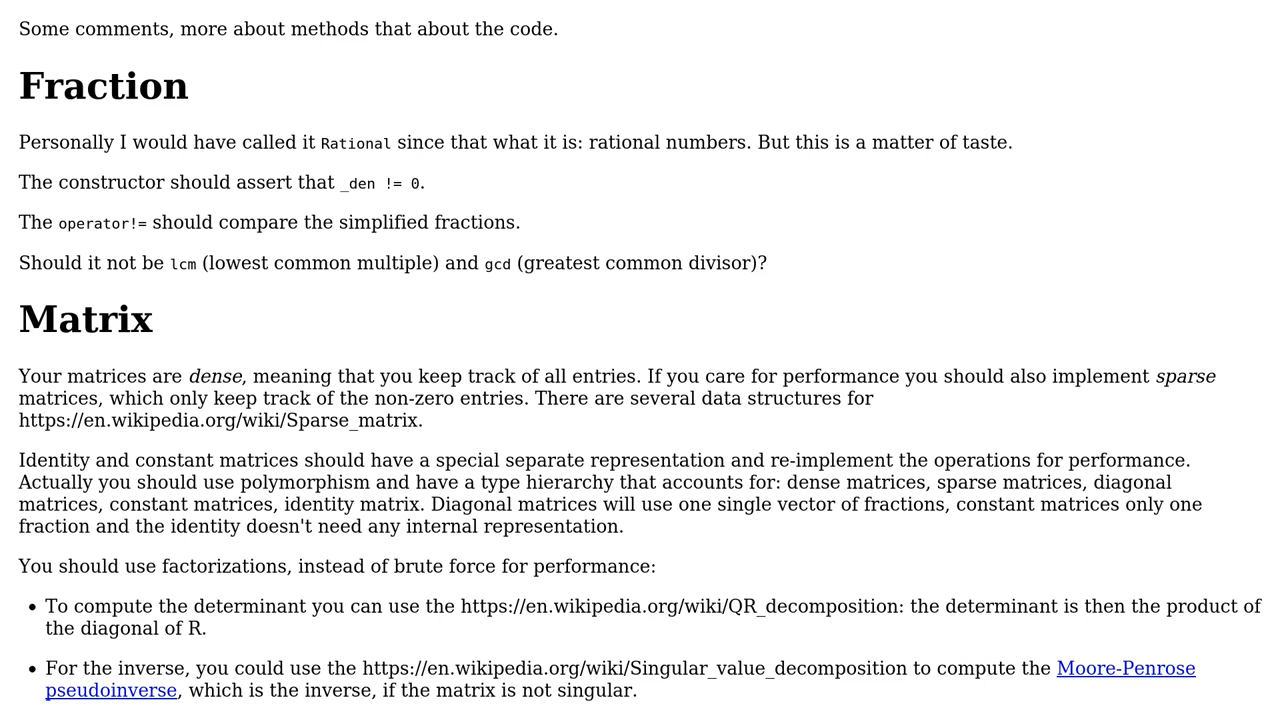 Some comments, more about methods that about the code.
Fraction
Personally I would have called it Rational since that what it is: rational numbers. But this is a matter of taste.
The constructor should assert that _den != 0.
The operator!= should compare the simplified fractions.
Should it not be lcm (lowest common multiple) and gcd (greatest common divisor)?
Matrix
Your matrices are dense, meaning that you keep track of all entries. If you care for performance you should also implement sparse
matrices, which only keep track of the non-zero entries. There are several data structures for
https://en.wikipedia.org/wiki/Sparse_matrix.
Identity and constant matrices should have a special separate representation and re-implement the operations for performance.
Actually you should use polymorphism and have a type hierarchy that accounts for: dense matrices, sparse matrices, diagonal
matrices, constant matrices, identity matrix. Diagonal matrices will use one single vector of fractions, constant matrices only one
fraction and the identity doesn't need any internal representation.
You should use factorizations, instead of brute force for performance:
• To compute the determinant you can use the https://en.wikipedia.org/wiki/QR_decomposition: the determinant is then the product of
the diagonal of R.
• For the inverse, you could use the https://en.wikipedia.org/wiki/Singular_value_decomposition to compute the Moore-Penrose
pseudoinverse, which is the inverse, if the matrix is not singular.